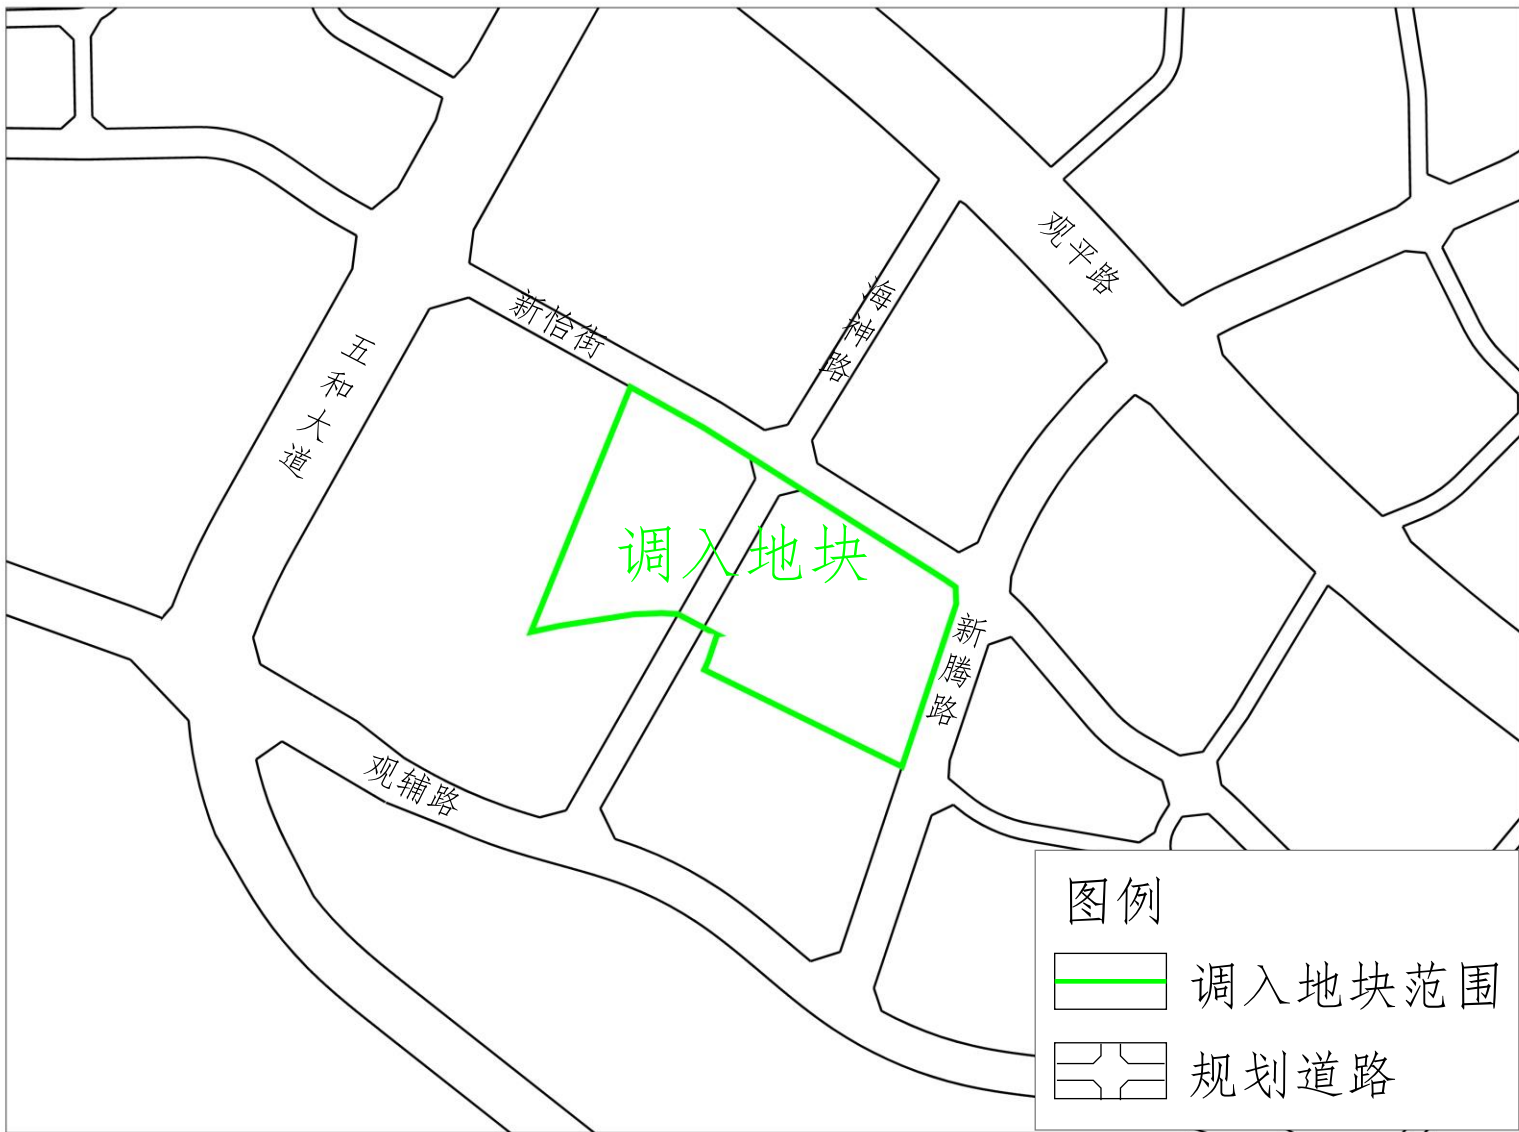 观平路
海神路
新怡街
五和大道
调入地块
新腾路
观辅路
图例
调入地块范围
规划道路